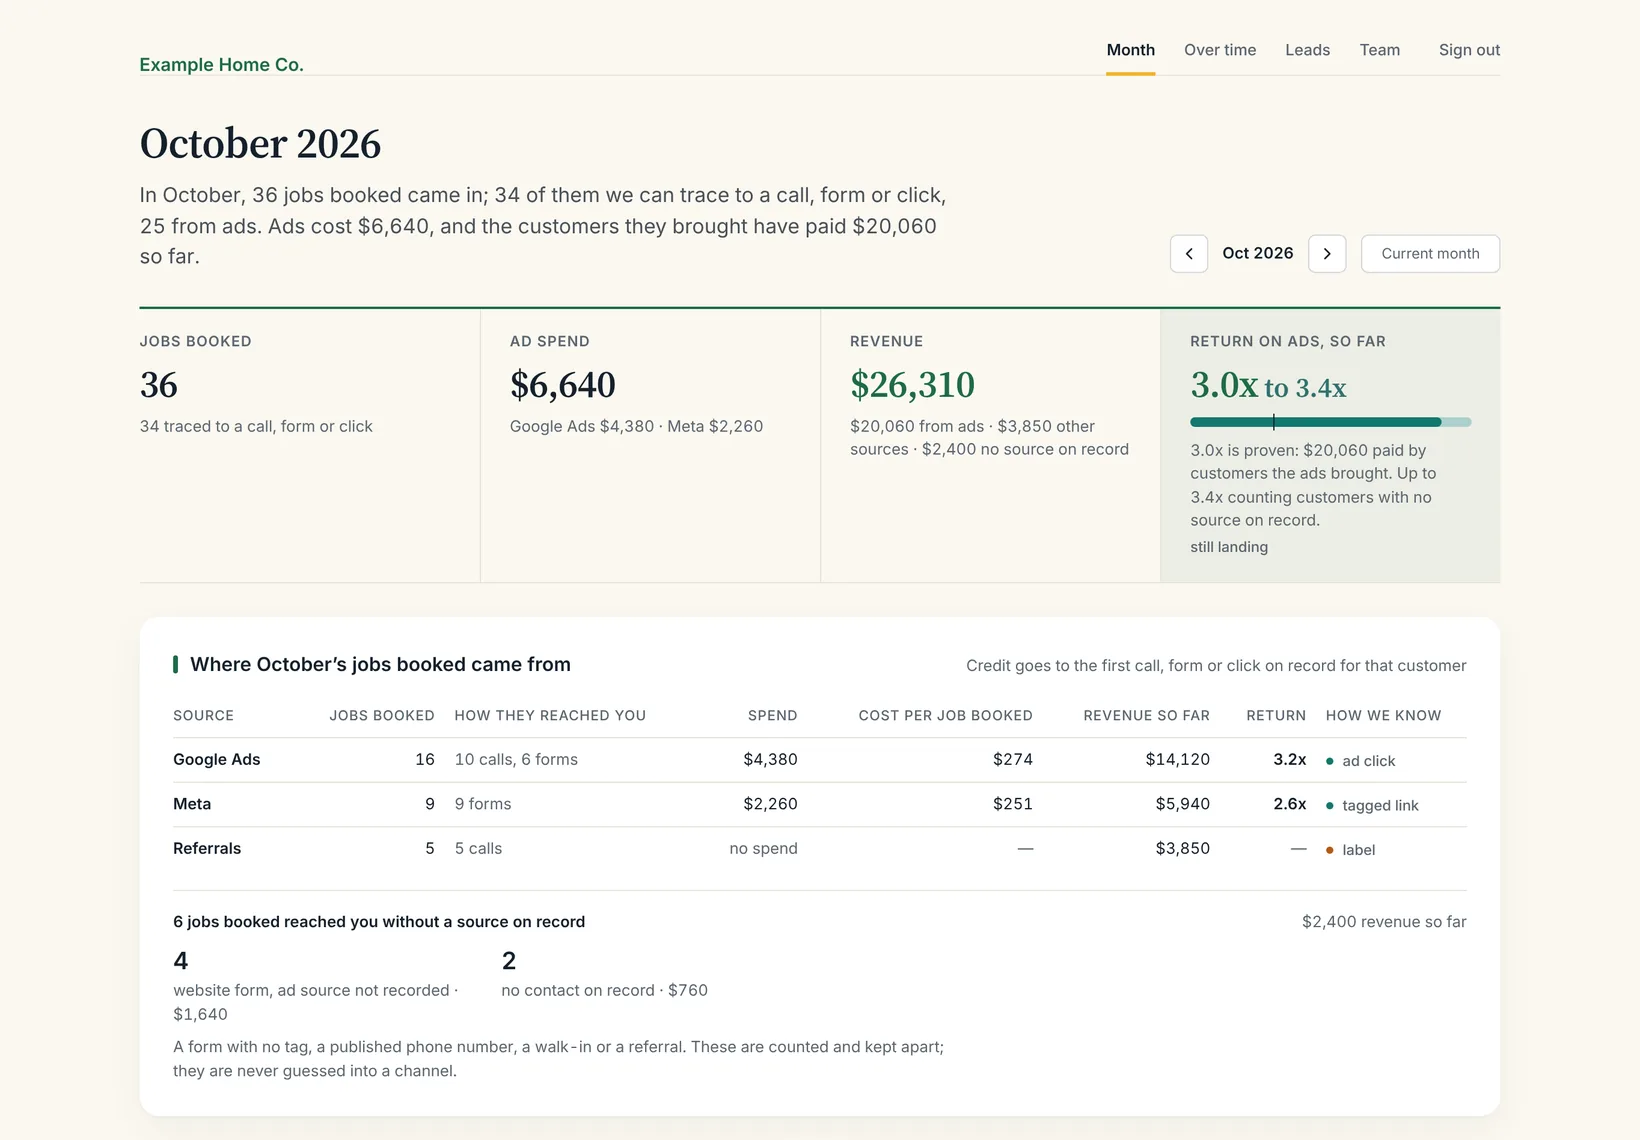 Example Home Co.
Month
Over time
Leads
Team
Sign out
October 2026
In October, 36 jobs booked came in; 34 of them we can trace to a call, form or click,
25 from ads. Ads cost $6,640, and the customers they brought have paid $20,060
so far.
Oct 2026
Current month
JOBS BOOKED
36
34 traced to a call, form or click
AD SPEND
$6,640
Google Ads $4,380 · Meta $2,260
REVENUE
$26,310
$20,060 from ads · $3,850 other
sources · $2,400 no source on record
RETURN ON ADS, SO FAR
3.0x to 3.4x
3.0x is proven: $20,060 paid by
customers the ads brought. Up to
3.4x counting customers with no
source on record.
still landing
Where October’s jobs booked came from
Credit goes to the first call, form or click on record for that customer
SOURCE JOBS BOOKED HOW THEY REACHED YOU SPEND COST PER JOB BOOKED REVENUE SO FAR RETURN HOW WE KNOW
Google Ads 16 10 calls, 6 forms $4,380 $274 $14,120 3.2x ad click
Meta 9 9 forms $2,260 $251 $5,940 2.6x tagged link
Referrals 5 5 calls no spend — $3,850 — label
6 jobs booked reached you without a source on record
$2,400 revenue so far
4
website form, ad source not recorded ·
$1,640
2
no contact on record · $760
A form with no tag, a published phone number, a walk-in or a referral. These are counted and kept apart;
they are never guessed into a channel.